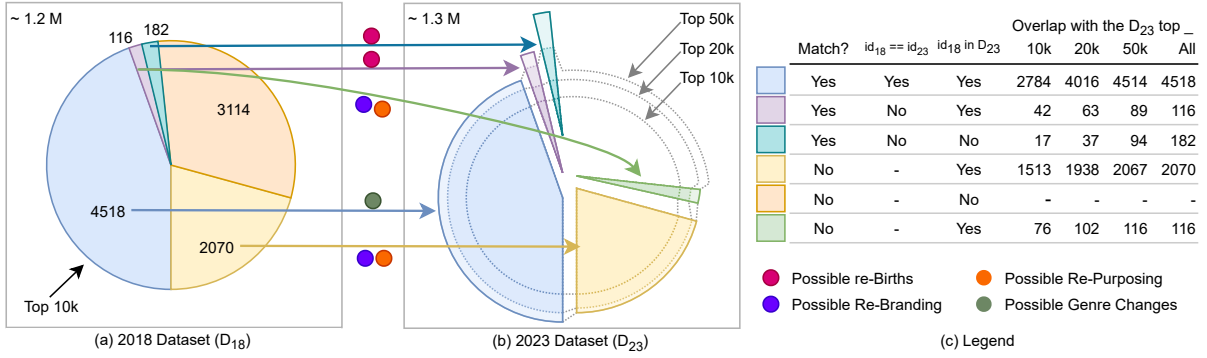 ~ 1.2 M
116
182
3114
4518
2070
Top 10k
(a) 2018 Dataset (D18)
~ 1.3 M
Top 50k
Top 20k
Top 10k
(b) 2023 Dataset (D23)
Overlap with the D23 top _
Match? id18 == id23 id18 in D23 10k 20k 50k All
Yes Yes Yes 2784 4016 4514 4518
Yes No Yes 42 63 89 116
Yes No No 17 37 94 182
No - Yes 1513 1938 2067 2070
No - No - - - -
No - Yes 76 102 116 116
Possible re-Births Possible Re-Purposing
Possible Re-Branding Possible Genre Changes
(c) Legend